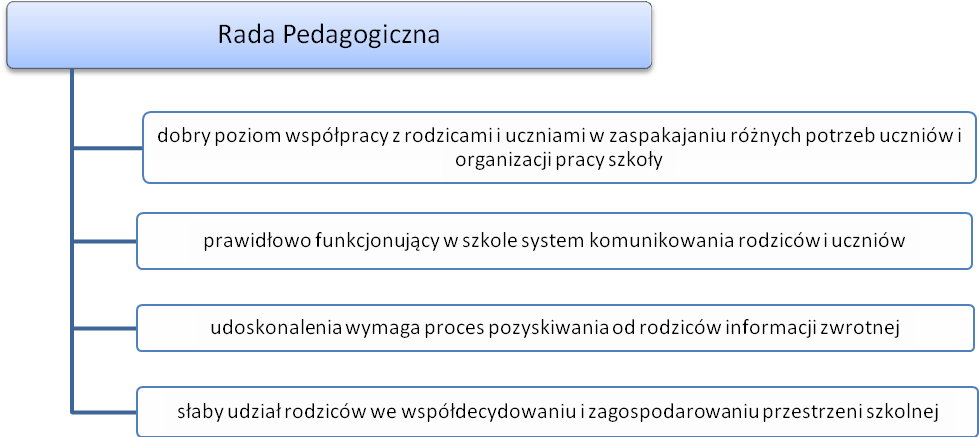 Rada Pedagogiczna
dobry poziom współpracy z rodzicami i uczniami w zaspakajaniu różnych potrzeb uczniów i
organizacji pracy szkoły
prawidłowo funkcjonujący w szkole system komunikowania rodziców i uczniów
udoskonalenia wymaga proces pozyskiwania od rodziców informacji zwrotnej
słaby udział rodziców we współdecydowaniu i zagospodarowaniu przestrzeni szkolnej